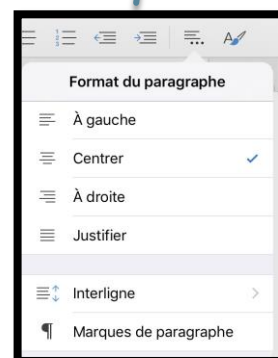 Format du paragraphe
À gauche
Centrer
À droite
Justifier
Interligne
Marques de paragraphe